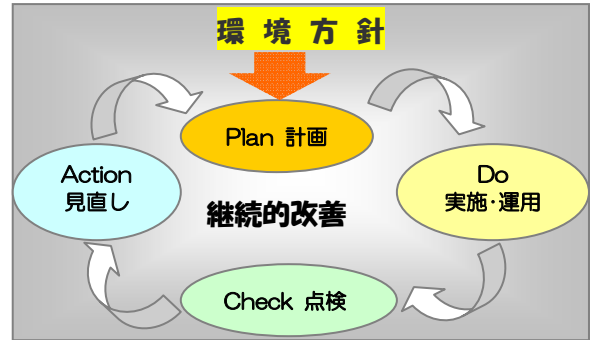 環 境 方 針
Plan 計画
Action
見直し
Do
実施・運用
継続的改善
Check 点検